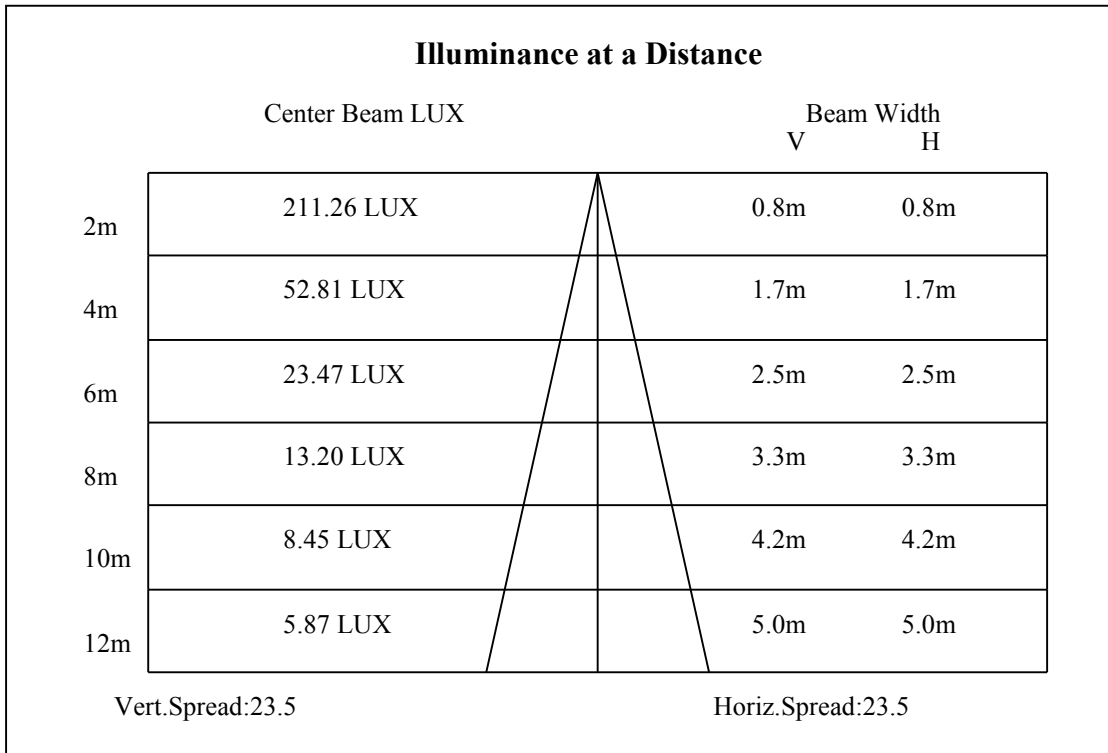 Illuminance at a Distance
Center Beam LUX Beam Width
V H
2m 211.26 LUX 0.8m 0.8m
4m 52.81 LUX 1.7m 1.7m
6m 23.47 LUX 2.5m 2.5m
8m 13.20 LUX 3.3m 3.3m
10m 8.45 LUX 4.2m 4.2m
12m 5.87 LUX 5.0m 5.0m
Vert.Spread:23.5 Horiz.Spread:23.5